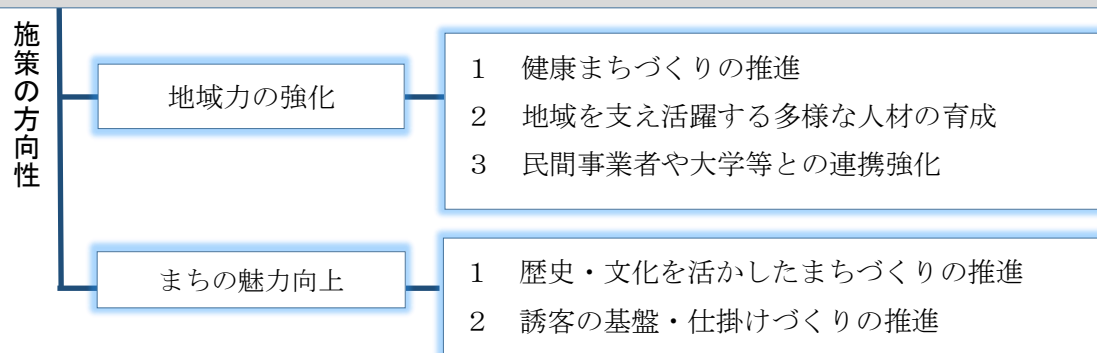 施策の方向性
地域力の強化
1 健康まちづくりの推進
2 地域を支え活躍する多様な人材の育成
3 民間事業者や大学等との連携強化
まちの魅力向上
1 歴史・文化を活かしたまちづくりの推進
2 誘客の基盤・仕掛けづくりの推進